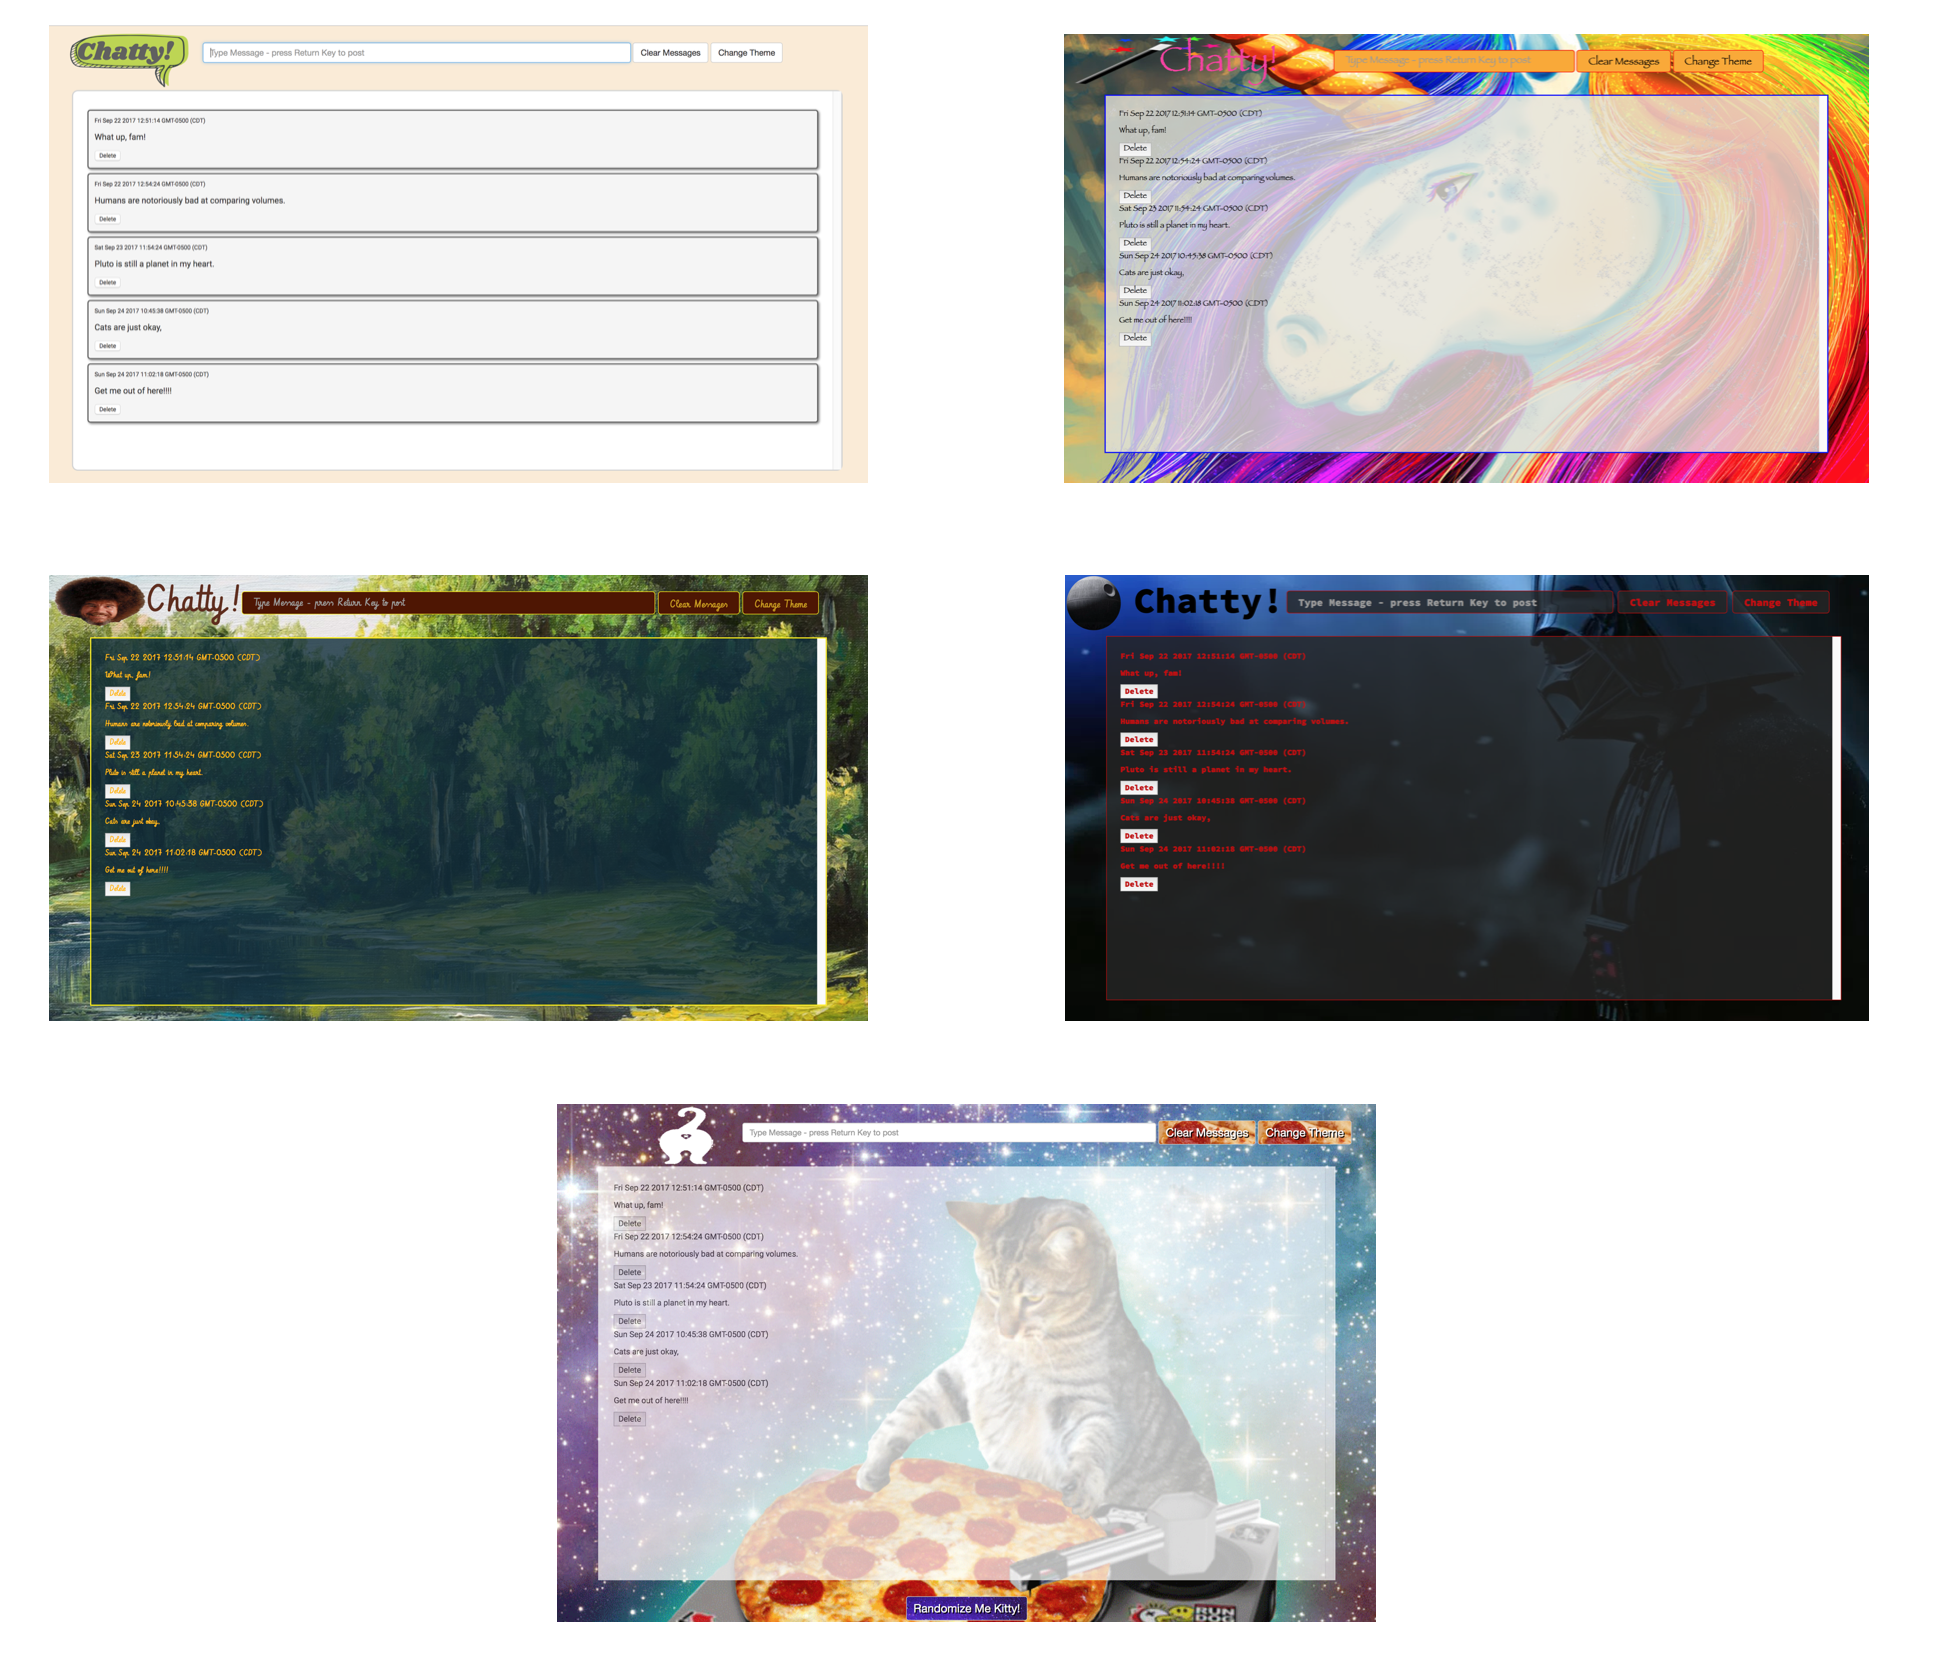 Chatty!
Type Message - press Return Key to post
Clear Messages
Change Theme
Fri Sep 22 2017 12:51:14 GMT-0500 (CDT)
What up, fam!
Delete
Fri Sep 22 2017 12:54:24 GMT-0500 (CDT)
Humans are notoriously bad at comparing volumes.
Delete
Sat Sep 23 2017 11:54:24 GMT-0500 (CDT)
Pluto is still a planet in my heart.
Delete
Sun Sep 24 2017 10:45:38 GMT-0500 (CDT)
Cats are just okay,
Delete
Sun Sep 24 2017 11:02:18 GMT-0500 (CDT)
Get me out of here!!!!
Delete
Chatty!
Type Message - press Return Key to post
Clear Messages
Change Theme
Fri Sep 22 2017 12:51:14 GMT-0500 (CDT)
What up, fam!
Delete
Fri Sep 22 2017 12:54:24 GMT-0500 (CDT)
Humans are notoriously bad at comparing volumes.
Delete
Sat Sep 23 2017 11:54:24 GMT-0500 (CDT)
Pluto is still a planet in my heart.
Delete
Sun Sep 24 2017 10:45:38 GMT-0500 (CDT)
Cats are just okay,
Delete
Sun Sep 24 2017 11:02:18 GMT-0500 (CDT)
Get me out of here!!!!
Delete
Chatty!
Type Message - press Return Key to post
Clear Messages
Change Theme
Fri Sep 22 2017 12:51:14 GMT-0500 (CDT)
What up, fam!
Delete
Fri Sep 22 2017 12:54:24 GMT-0500 (CDT)
Humans are notoriously bad at comparing volumes.
Delete
Sat Sep 23 2017 11:54:24 GMT-0500 (CDT)
Pluto is still a planet in my heart.
Delete
Sun Sep 24 2017 10:45:38 GMT-0500 (CDT)
Cats are just okay,
Delete
Sun Sep 24 2017 11:02:18 GMT-0500 (CDT)
Get me out of here!!!!
Delete
Chatty!
Type Message - press Return Key to post
Clear Messages
Change Theme
Fri Sep 22 2017 12:51:14 GMT-0500 (CDT)
What up, fam!
Delete
Fri Sep 22 2017 12:54:24 GMT-0500 (CDT)
Humans are notoriously bad at comparing volumes.
Delete
Sat Sep 23 2017 11:54:24 GMT-0500 (CDT)
Pluto is still a planet in my heart.
Delete
Sun Sep 24 2017 10:45:38 GMT-0500 (CDT)
Cats are just okay,
Delete
Sun Sep 24 2017 11:02:18 GMT-0500 (CDT)
Get me out of here!!!!
Delete
Type Message - press Return Key to post
Clear Messages
Change Theme
Fri Sep 22 2017 12:51:14 GMT-0500 (CDT)
What up, fam!
Delete
Fri Sep 22 2017 12:54:24 GMT-0500 (CDT)
Humans are notoriously bad at comparing volumes.
Delete
Sat Sep 23 2017 11:54:24 GMT-0500 (CDT)
Pluto is still a planet in my heart.
Delete
Sun Sep 24 2017 10:45:38 GMT-0500 (CDT)
Cats are just okay,
Delete
Sun Sep 24 2017 11:02:18 GMT-0500 (CDT)
Get me out of here!!!!
Delete
Randomize Me Kitty!
RUN
DOG